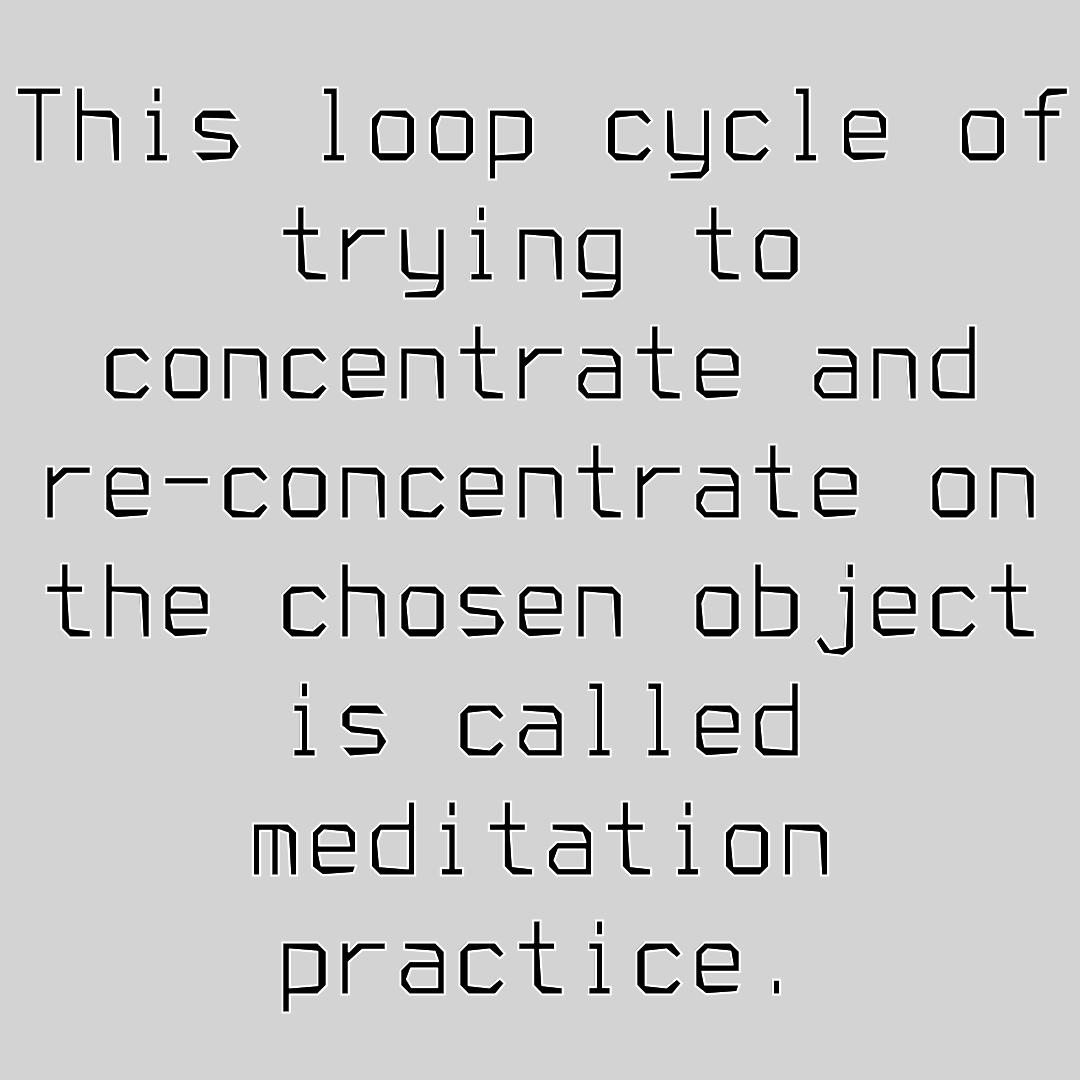 This loop cycle of
trying to
concentrate and
re-concentrate on
the chosen object
is called
meditation
practice.